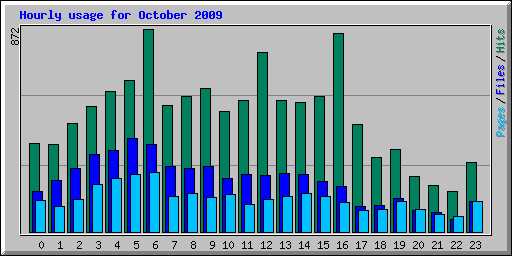 Hourly usage for October 2009
872
Pages/Files/Hits
0 1 2 3 4 5 6 7 8 9 10 11 12 13 14 15 16 17 18 19 20 21 22 23